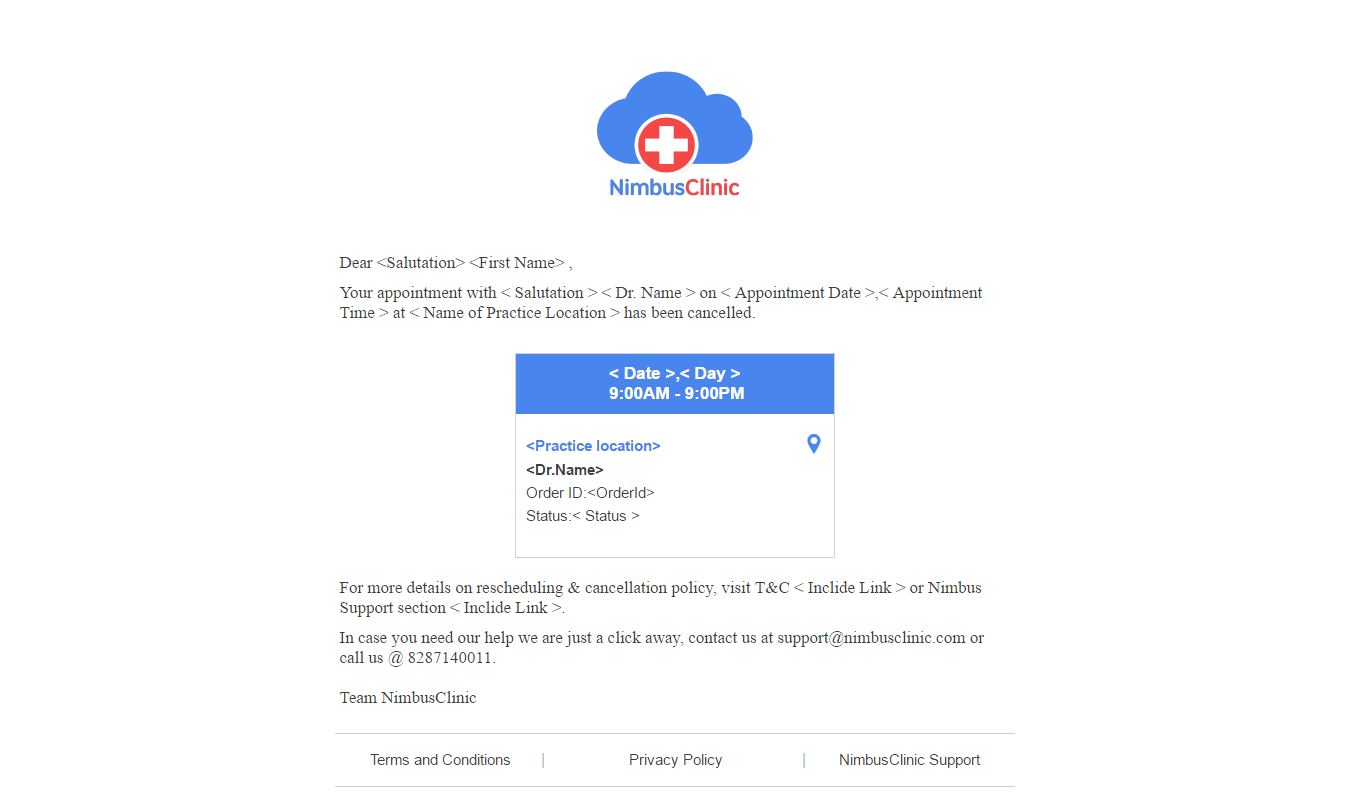 NimbusClinic
Dear <Salutation> <First Name> ,
Your appointment with < Salutation > < Dr. Name > on < Appointment Date >,< Appointment
Time > at < Name of Practice Location > has been cancelled.
< Date >,< Day >
9:00AM - 9:00PM
<Practice location>
<Dr.Name>
Order ID:<OrderId>
Status:< Status >
For more details on rescheduling & cancellation policy, visit T&C < Inclide Link > or Nimbus
Support section < Inclide Link >.
In case you need our help we are just a click away, contact us at support@nimbusclinic.com or
call us @ 8287140011.
Team NimbusClinic
Terms and Conditions | Privacy Policy | NimbusClinic Support